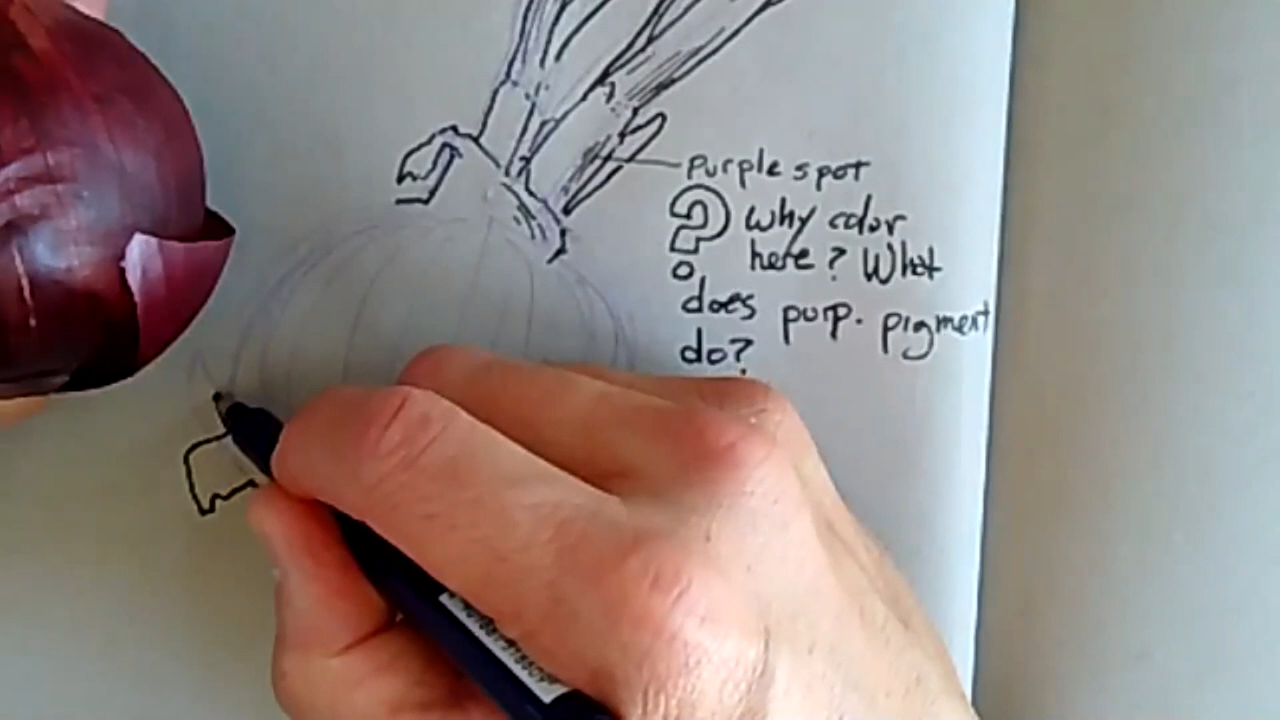 Purple spot
? Why color
here? What
does purp. pigment
do?